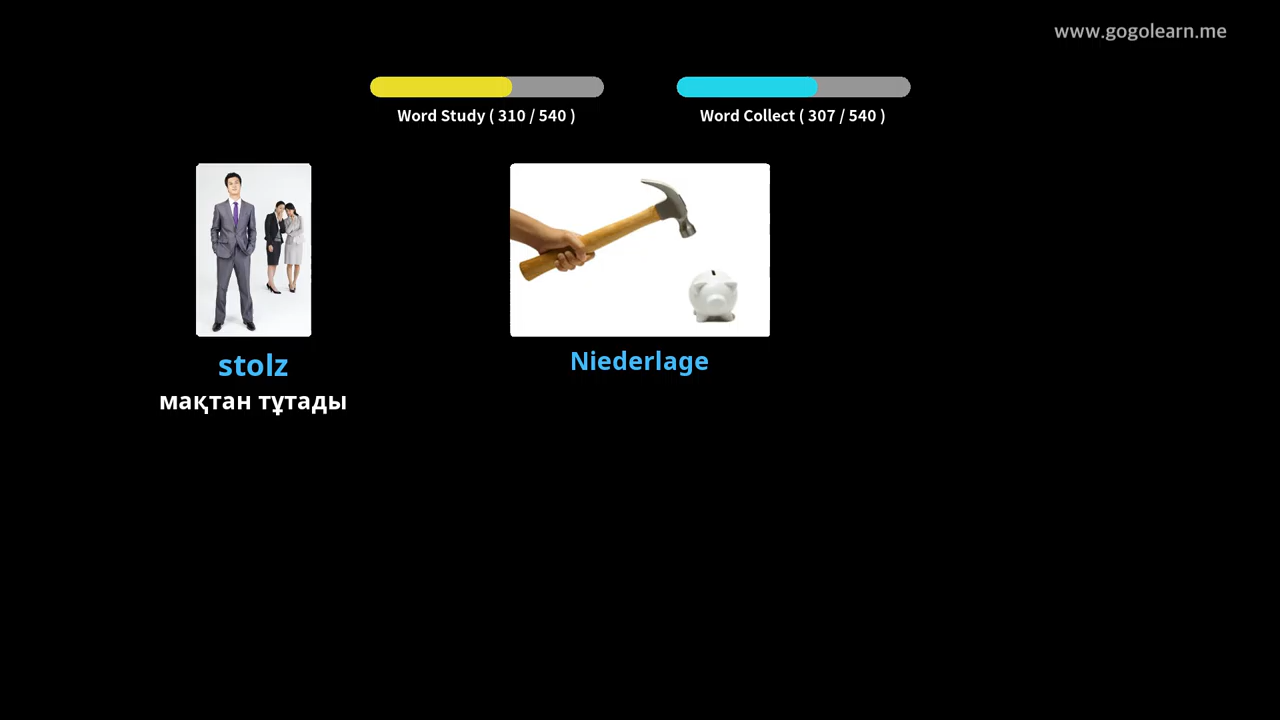 www.gogolearn.me
Word Study ( 310 / 540 )
Word Collect ( 307 / 540 )
stolz
мақтан тұтады
Niederlage